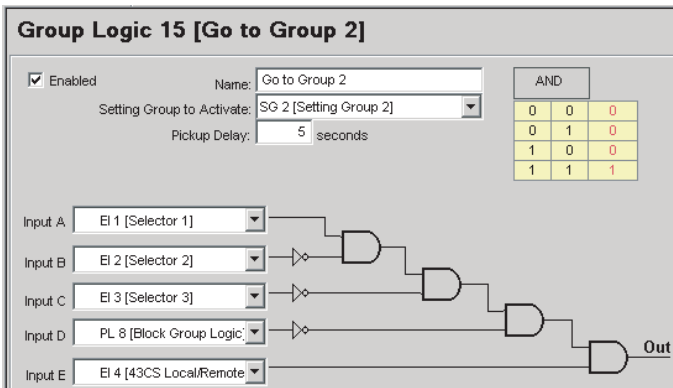 Group Logic 15 [Go to Group 2]
Enabled
Name: Go to Group 2
Setting Group to Activate: SG 2 [Setting Group 2]
Pickup Delay: 5 seconds
AND
0 0 0
0 1 0
1 0 0
1 1 1
Input A EI 1 [Selector 1]
Input B EI 2 [Selector 2]
Input C EI 3 [Selector 3]
Input D PL 8 [Block Group Logic]
Out
Input E EI 4 [43CS Local/Remote